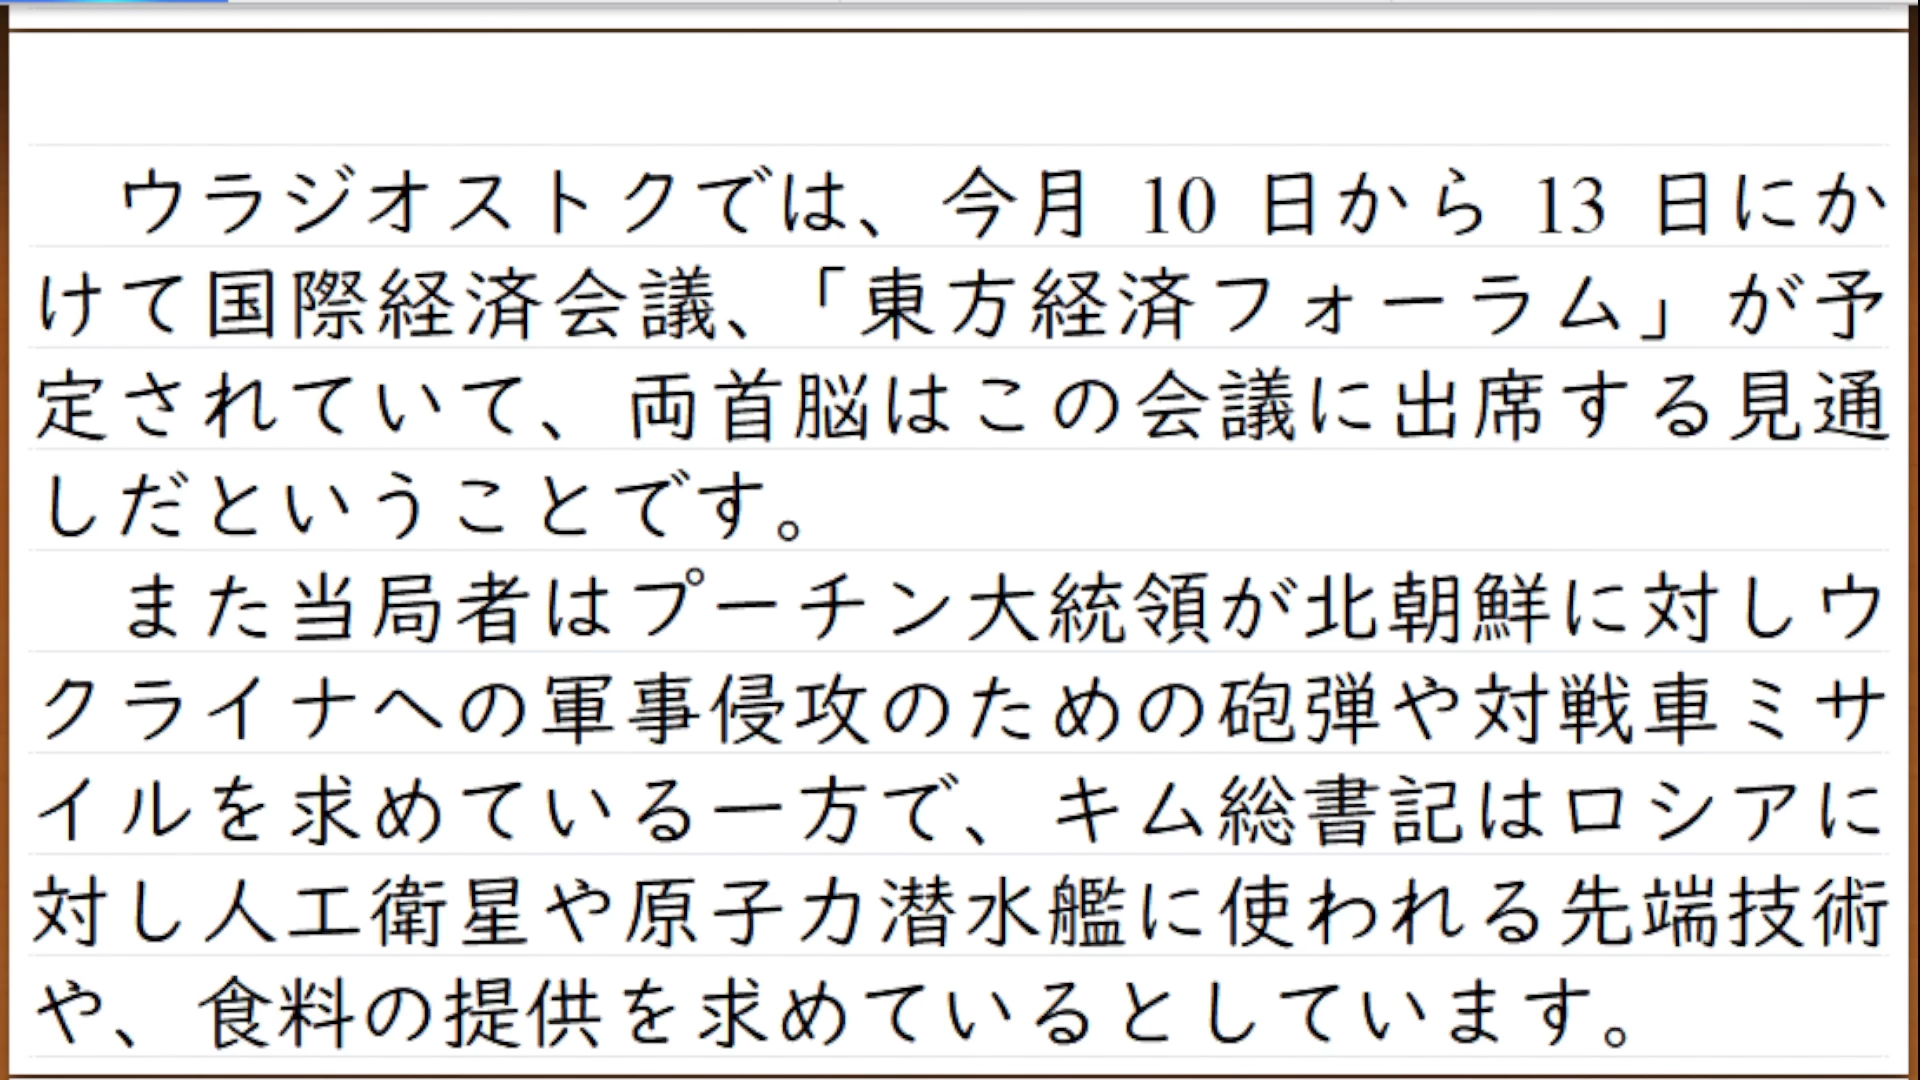 ウラジオストクでは、今月 10 日から 13 日にか
けて国際経済会議、「東方経済フォーラム」が予
定されていて、両首脳はこの会議に出席する見通
しだということです。
また当局者はプーチン大統領が北朝鮮に対しウ
クライナへの軍事侵攻のための砲弾や対戦車ミサ
イルを求めている一方で、キム総書記はロシアに
対し人工衛星や原子力潜水艦に使われる先端技術
や、食料の提供を求めているとしています。